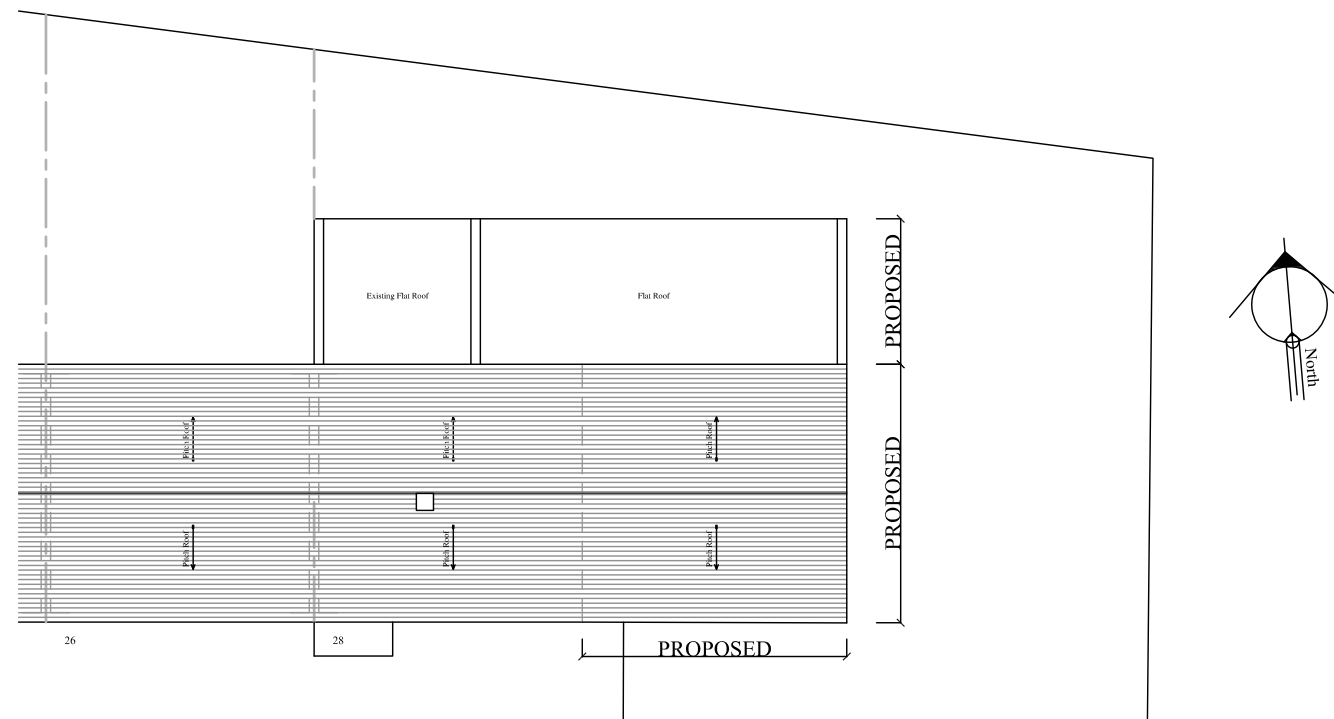 PROPOSED
Existing Flat Roof
Flat Roof
North
Pitch Roof
Pitch Roof
Pitch Roof
PROPOSED
Pitch Roof
Pitch Roof
Pitch Roof
26
28
PROPOSED